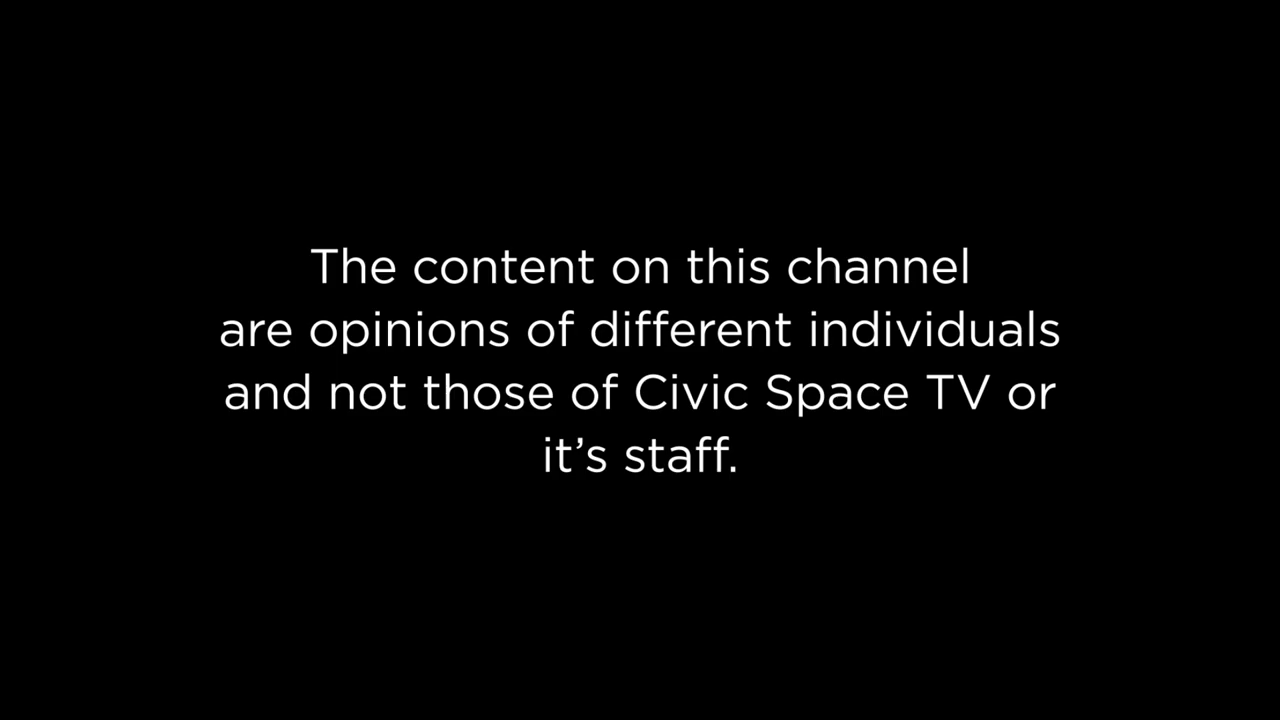 The content on this channel
are opinions of different individuals
and not those of Civic Space TV or
it’s staff.